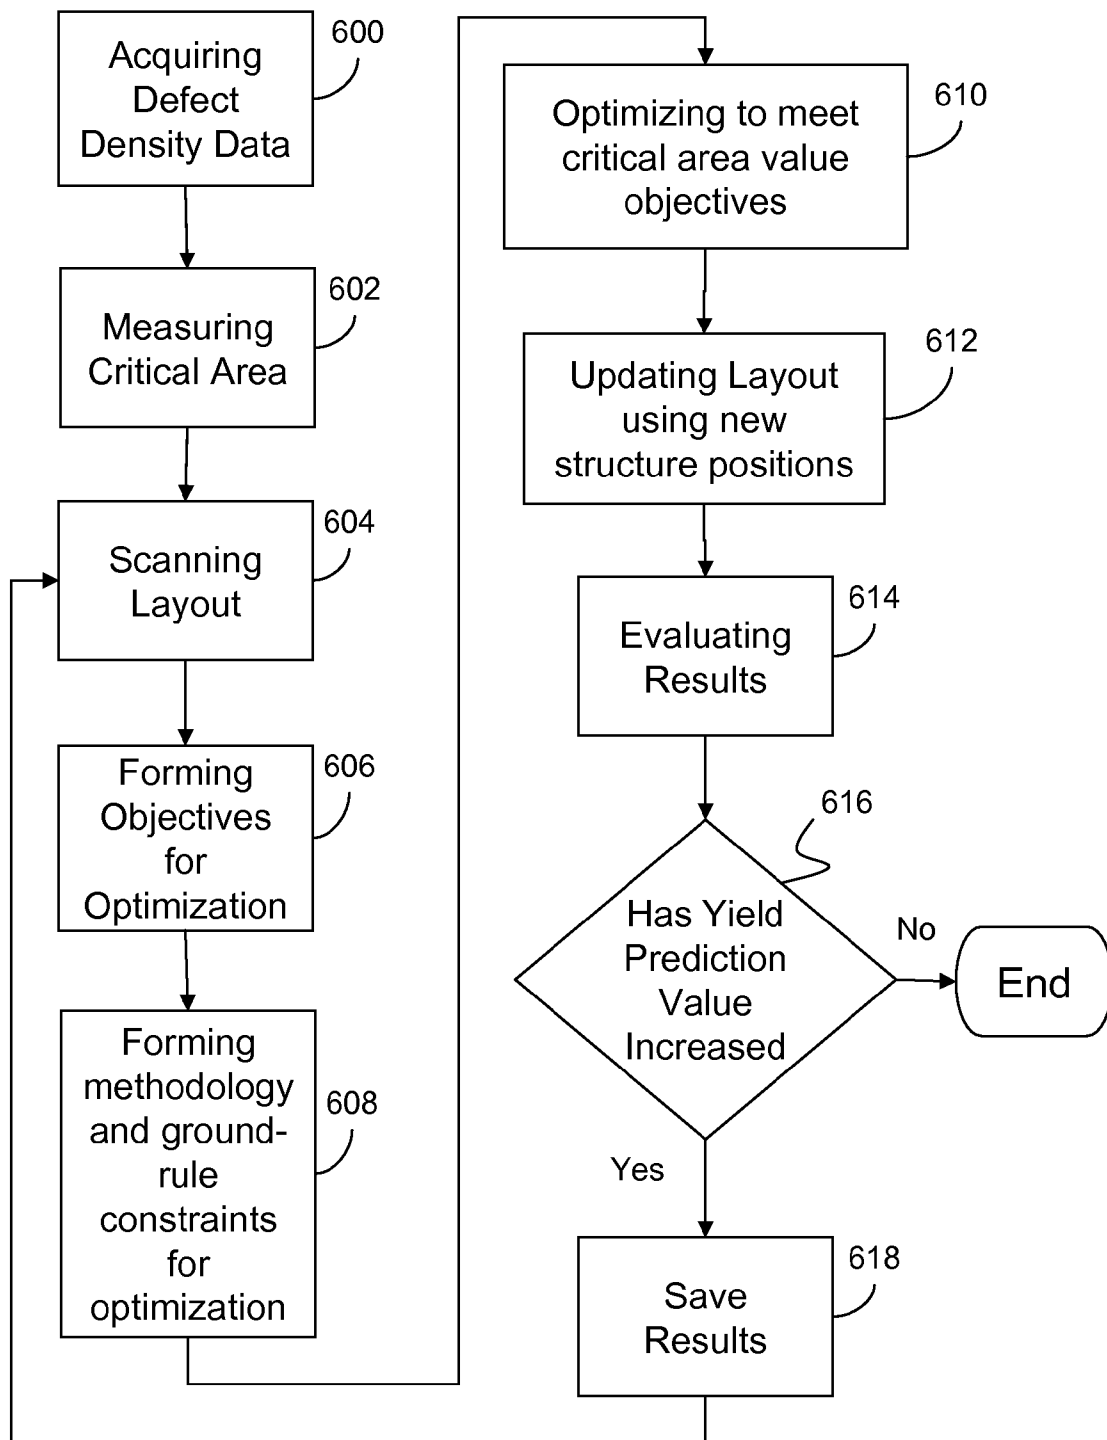 Acquiring
Defect
Density Data
600
Measuring
Critical Area
602
Scanning
Layout
604
Forming
Objectives
for
Optimization
606
Forming
methodology
and ground-
rule
constraints
for
optimization
608
Optimizing to meet
critical area value
objectives
610
Updating Layout
using new
structure positions
612
Evaluating
Results
614
Has Yield
Prediction
Value
Increased
616
No
End
Yes
Save
Results
618